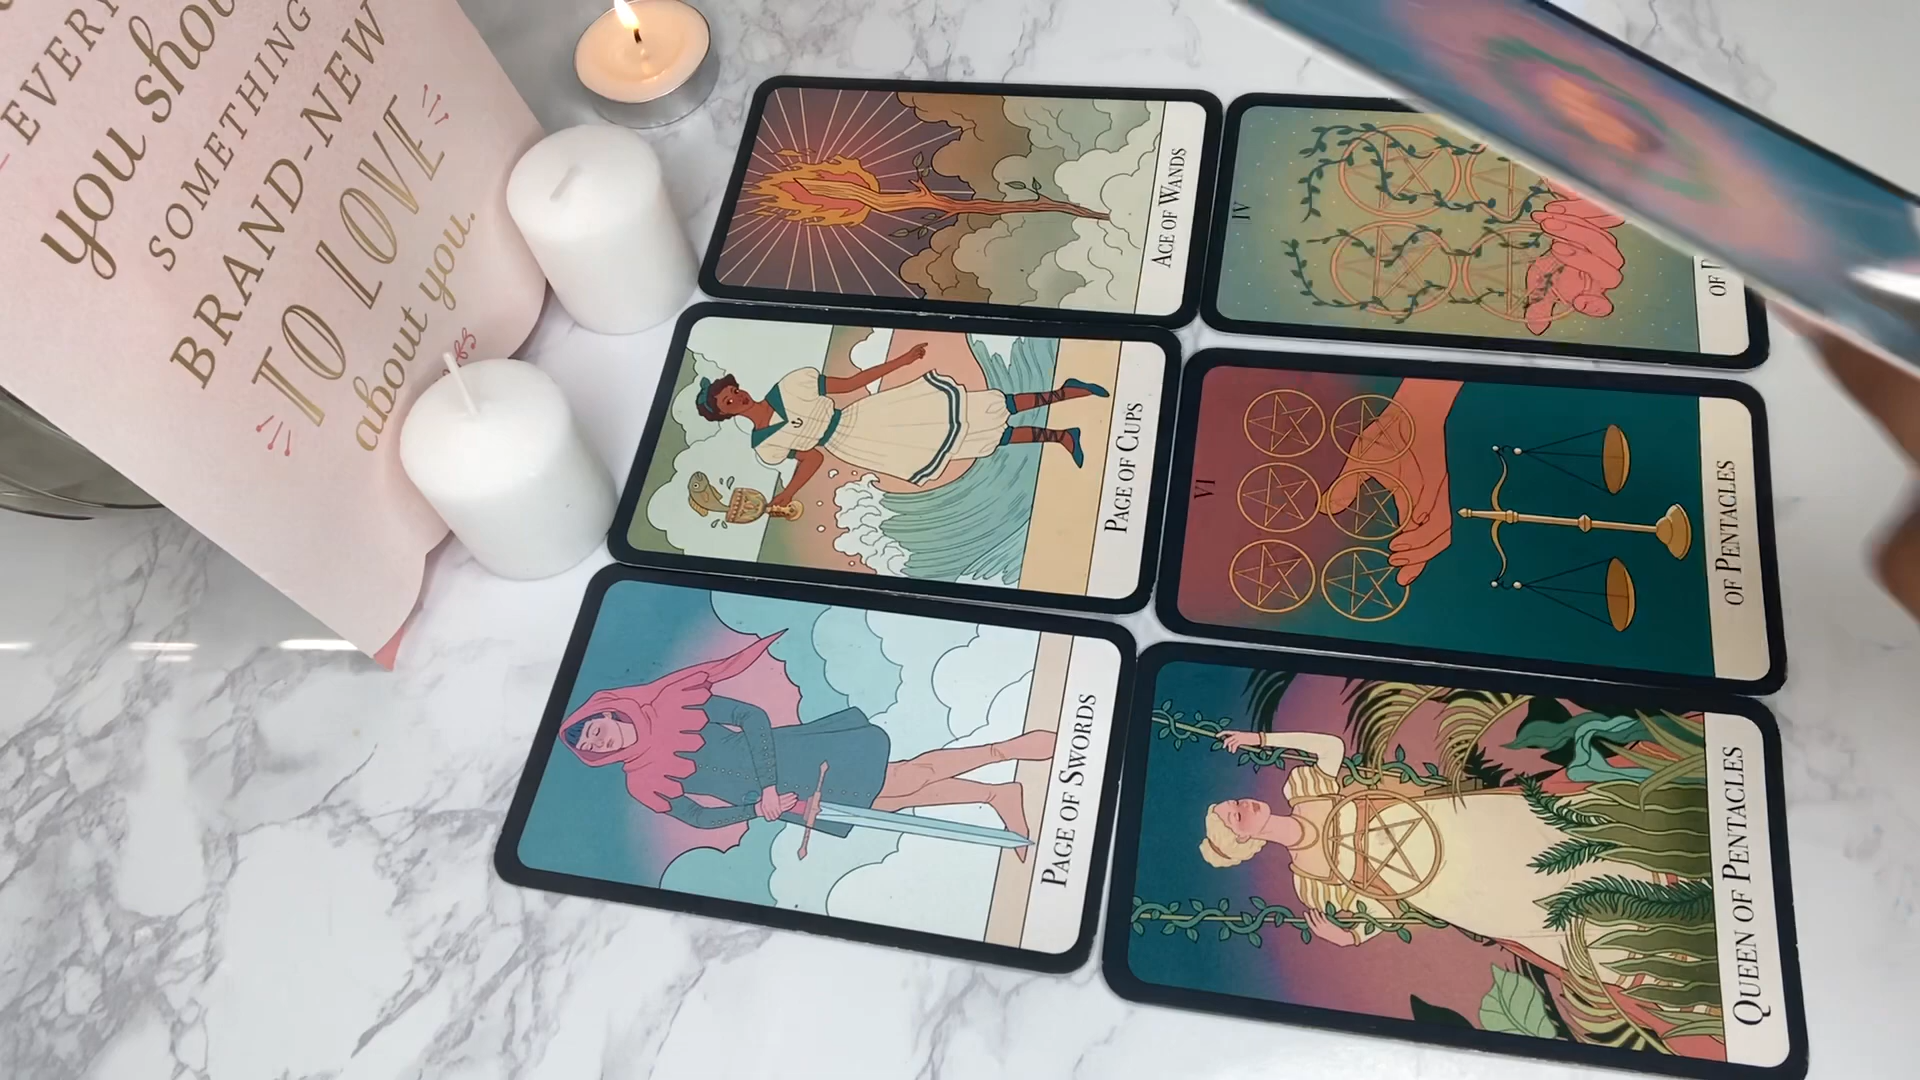 EVERY
you shou
SOMETHING
BRAND-NEW
TO LOVE
about you.
ACE OF WANDS
IV
OF
PAGE OF CUPS
VI
OF PENTACLES
PAGE OF SWORDS
QUEEN OF PENTACLES